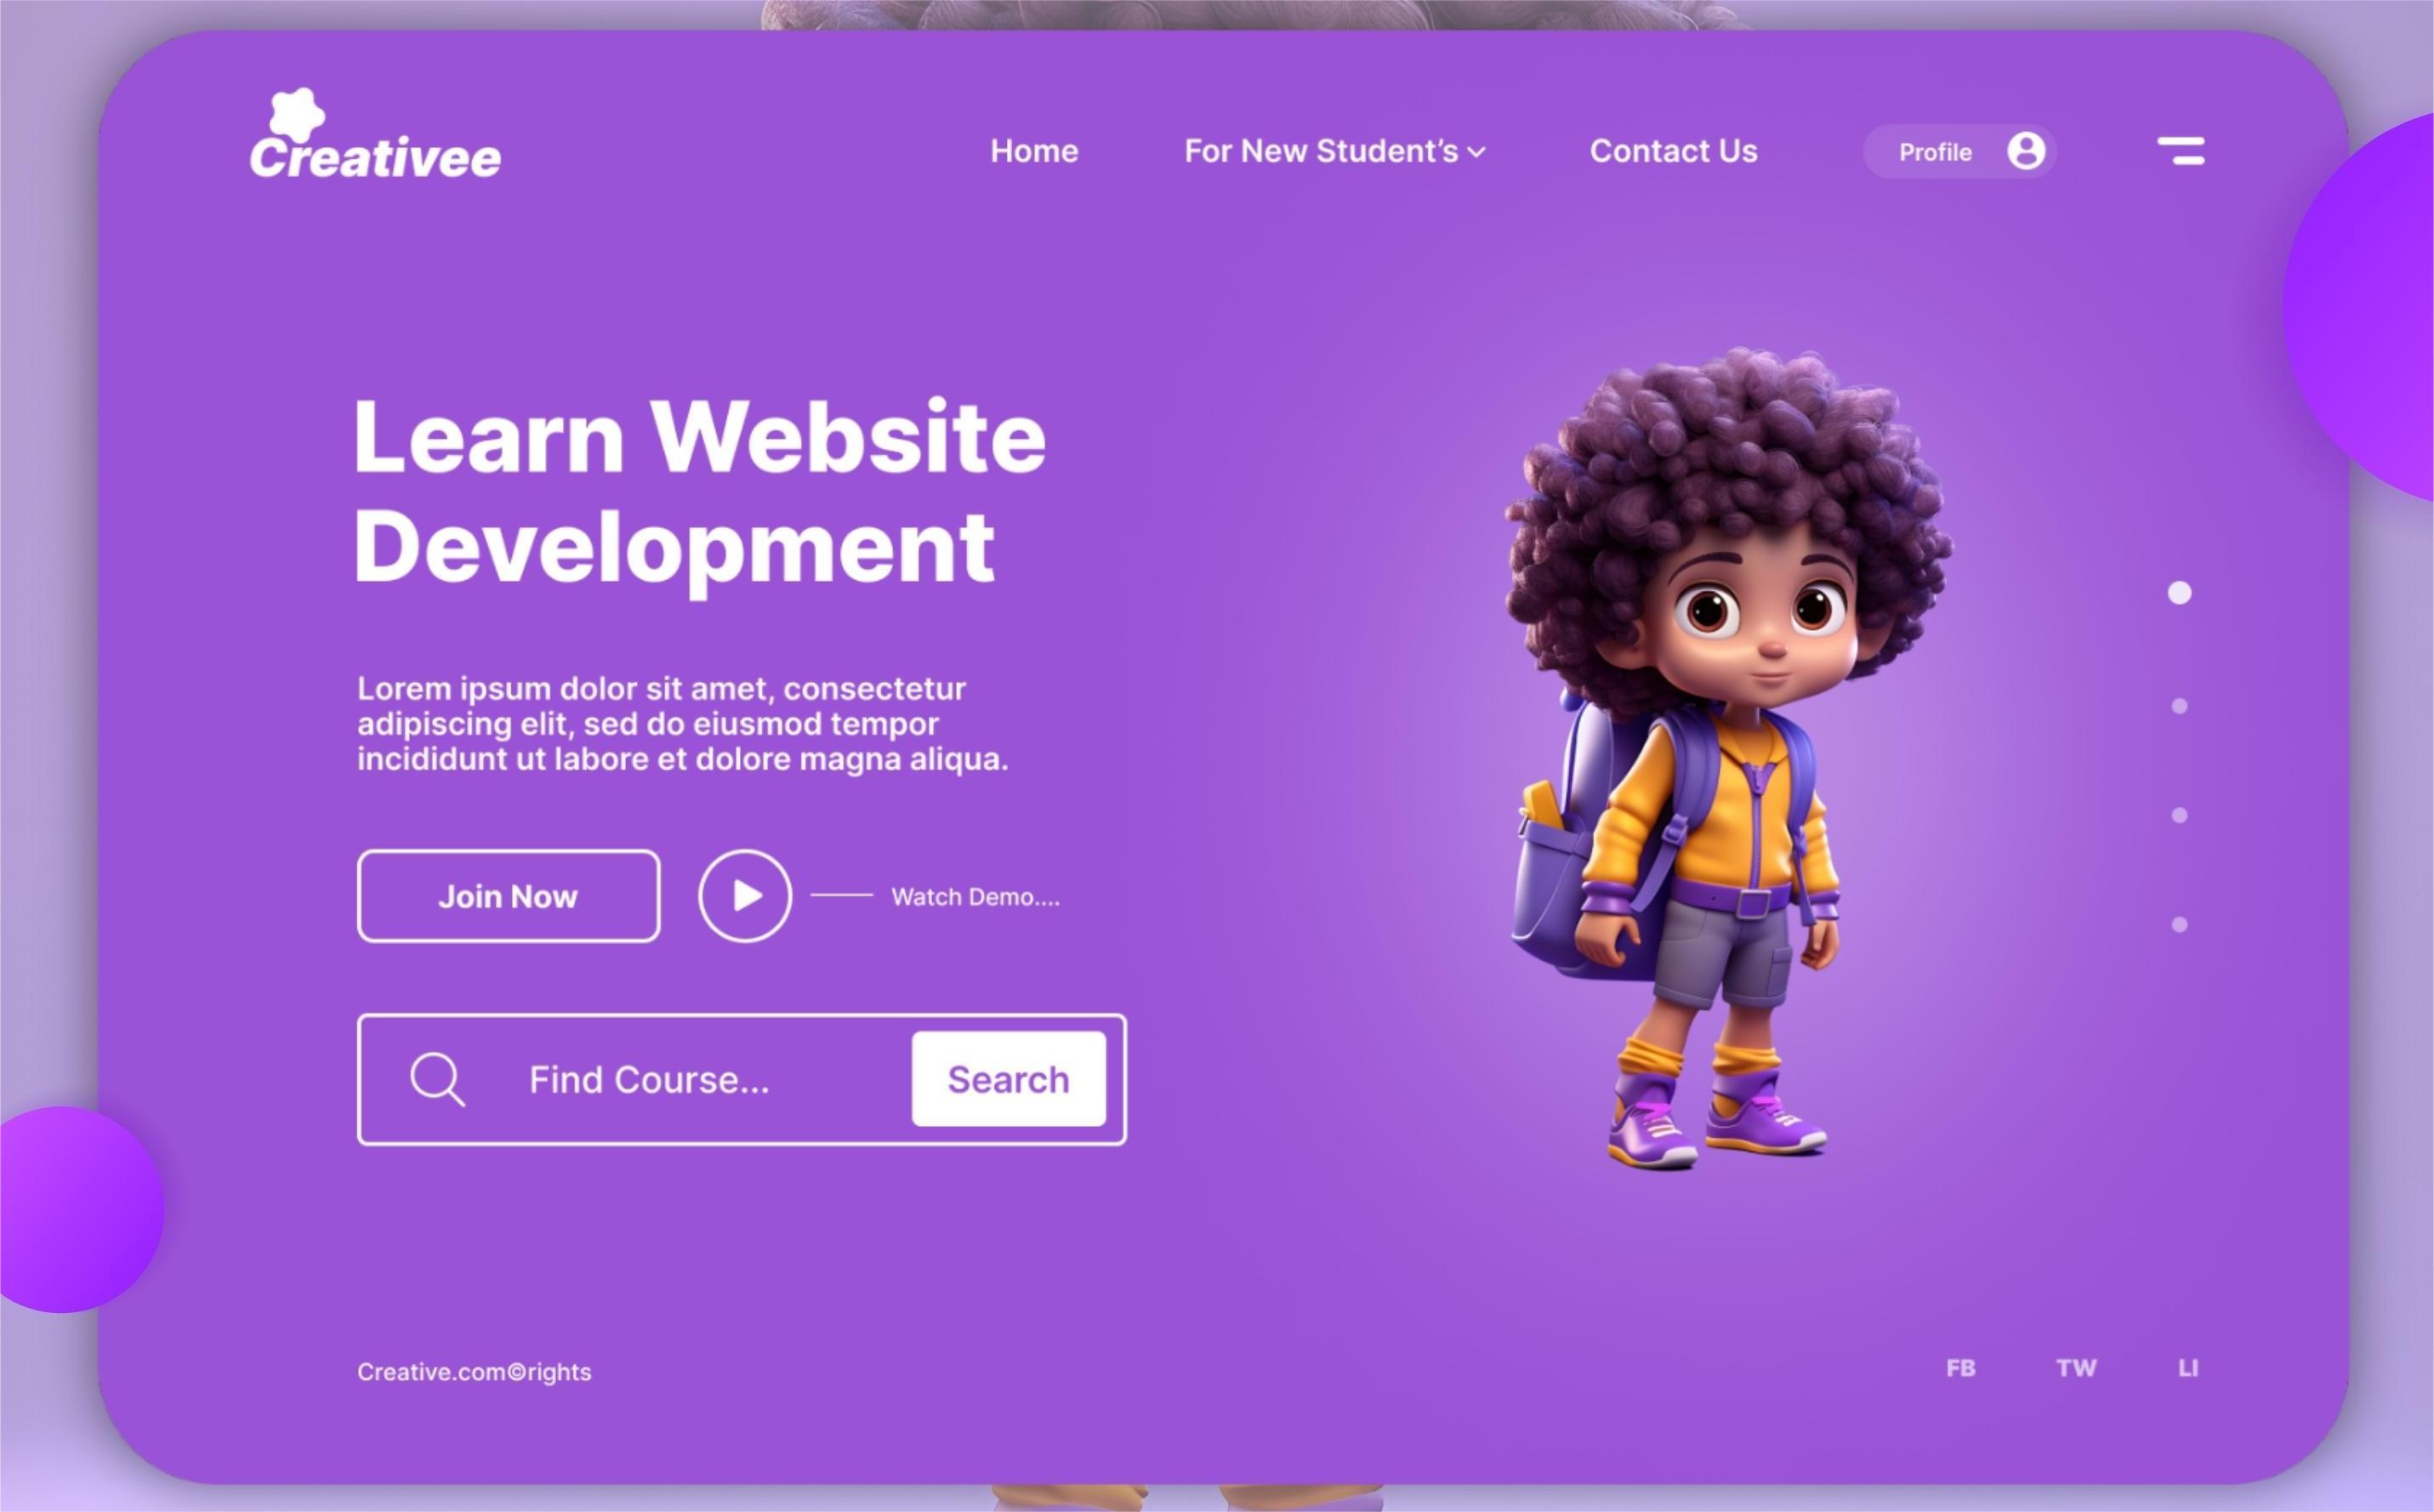 Creativee
Home
For New Student’s
Contact Us
Profile
Learn Website
Development
Lorem ipsum dolor sit amet, consectetur
adipiscing elit, sed do eiusmod tempor
incididunt ut labore et dolore magna aliqua.
Join Now
Watch Demo....
Find Course...
Search
Creative.com©rights
FB
TW
LI